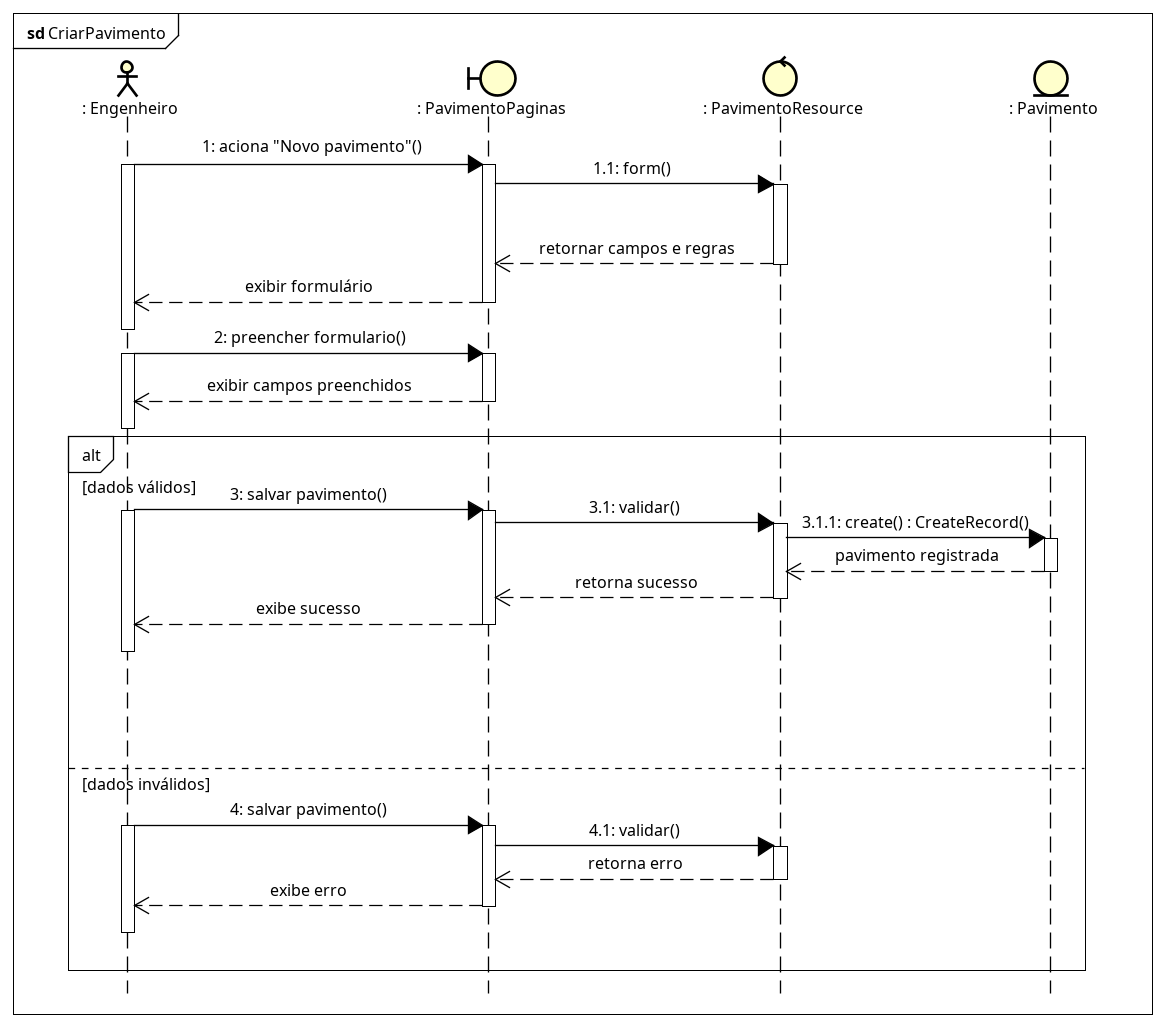 sd CriarPavimento
: Engenheiro
: PavimentoPaginas
: PavimentoResource
: Pavimento
1: aciona "Novo pavimento"()
1.1: form()
retornar campos e regras
exibir formulário
2: preencher formulario()
exibir campos preenchidos
alt
[dados válidos]
3: salvar pavimento()
3.1: validar()
3.1.1: create() : CreateRecord()
pavimento registrada
retorna sucesso
exibe sucesso
[dados inválidos]
4: salvar pavimento()
4.1: validar()
retorna erro
exibe erro